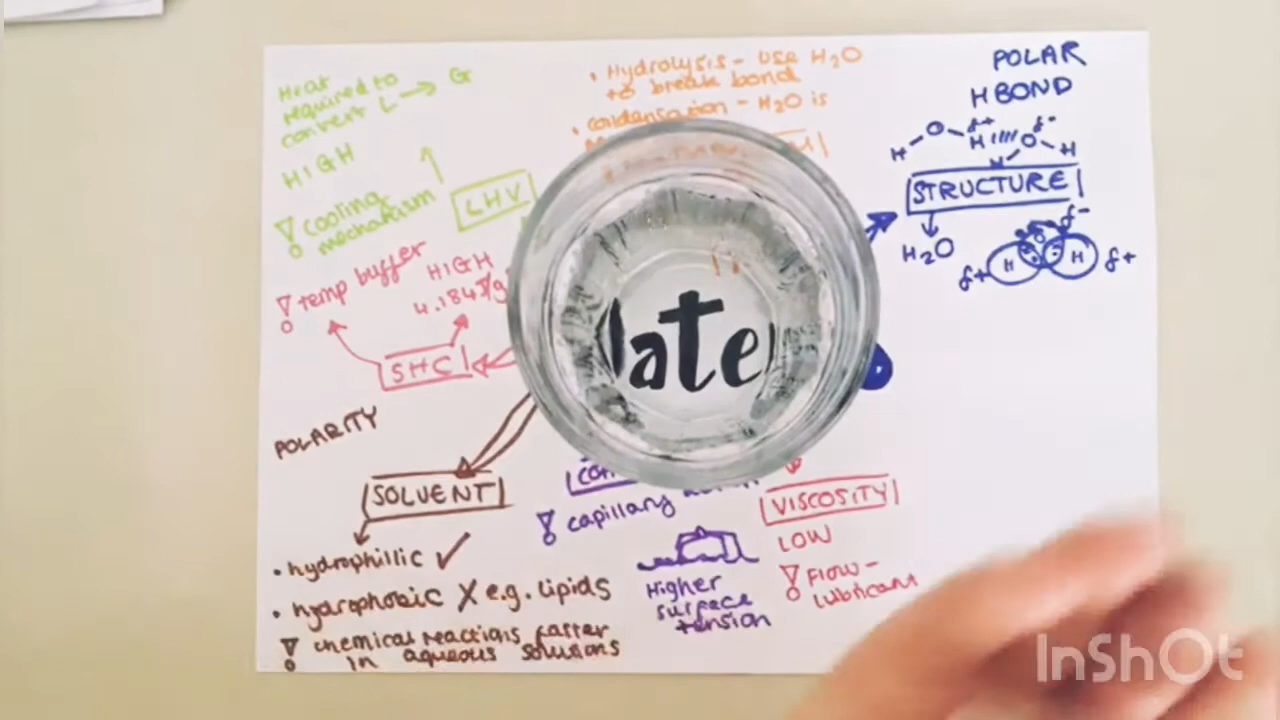 Heat
required to
convert L → G
HIGH
! cooling
mechanism
LHV
• Hydrolysis - use H2O
to break bond
• condensation - H2O is
POLAR
H BOND
H O H δ+ δ- O H
STRUCTURE
H2O
δ-
H H
δ+ δ+
! temp buffer
HIGH
4.184J/g
SHC
ate
POLARITY
SOLVENT
• hydrophillic ✓
• hydrophobic X e.g. lipids
! chemical reactions faster
in aqueous solutions
! capillary
Higher
surface
tension
VISCOSITY
LOW
! Flow -
lubricant
InShOt